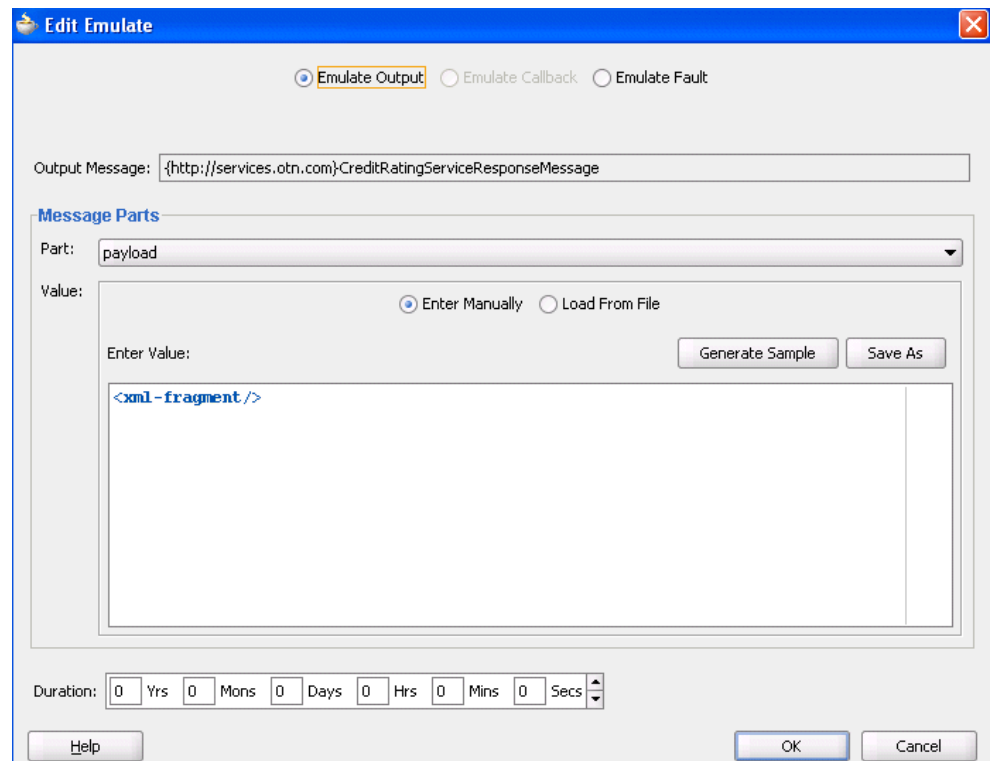 Edit Emulate
Emulate Output Emulate Callback Emulate Fault
Output Message: {http://services.otn.com}CreditRatingServiceResponseMessage
Message Parts
Part: payload
Value: Enter Manually Load From File
Enter Value: Generate Sample Save As
<xml-fragment/>
Duration: 0 Yrs 0 Mons 0 Days 0 Hrs 0 Mins 0 Secs
Help OK Cancel